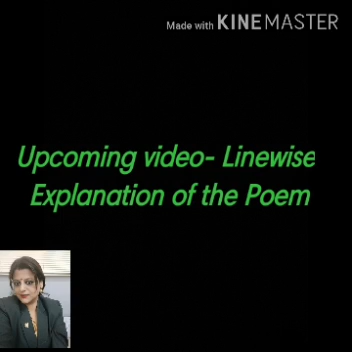 Made with KINEMASTER
Upcoming video- Linewise
Explanation of the Poem